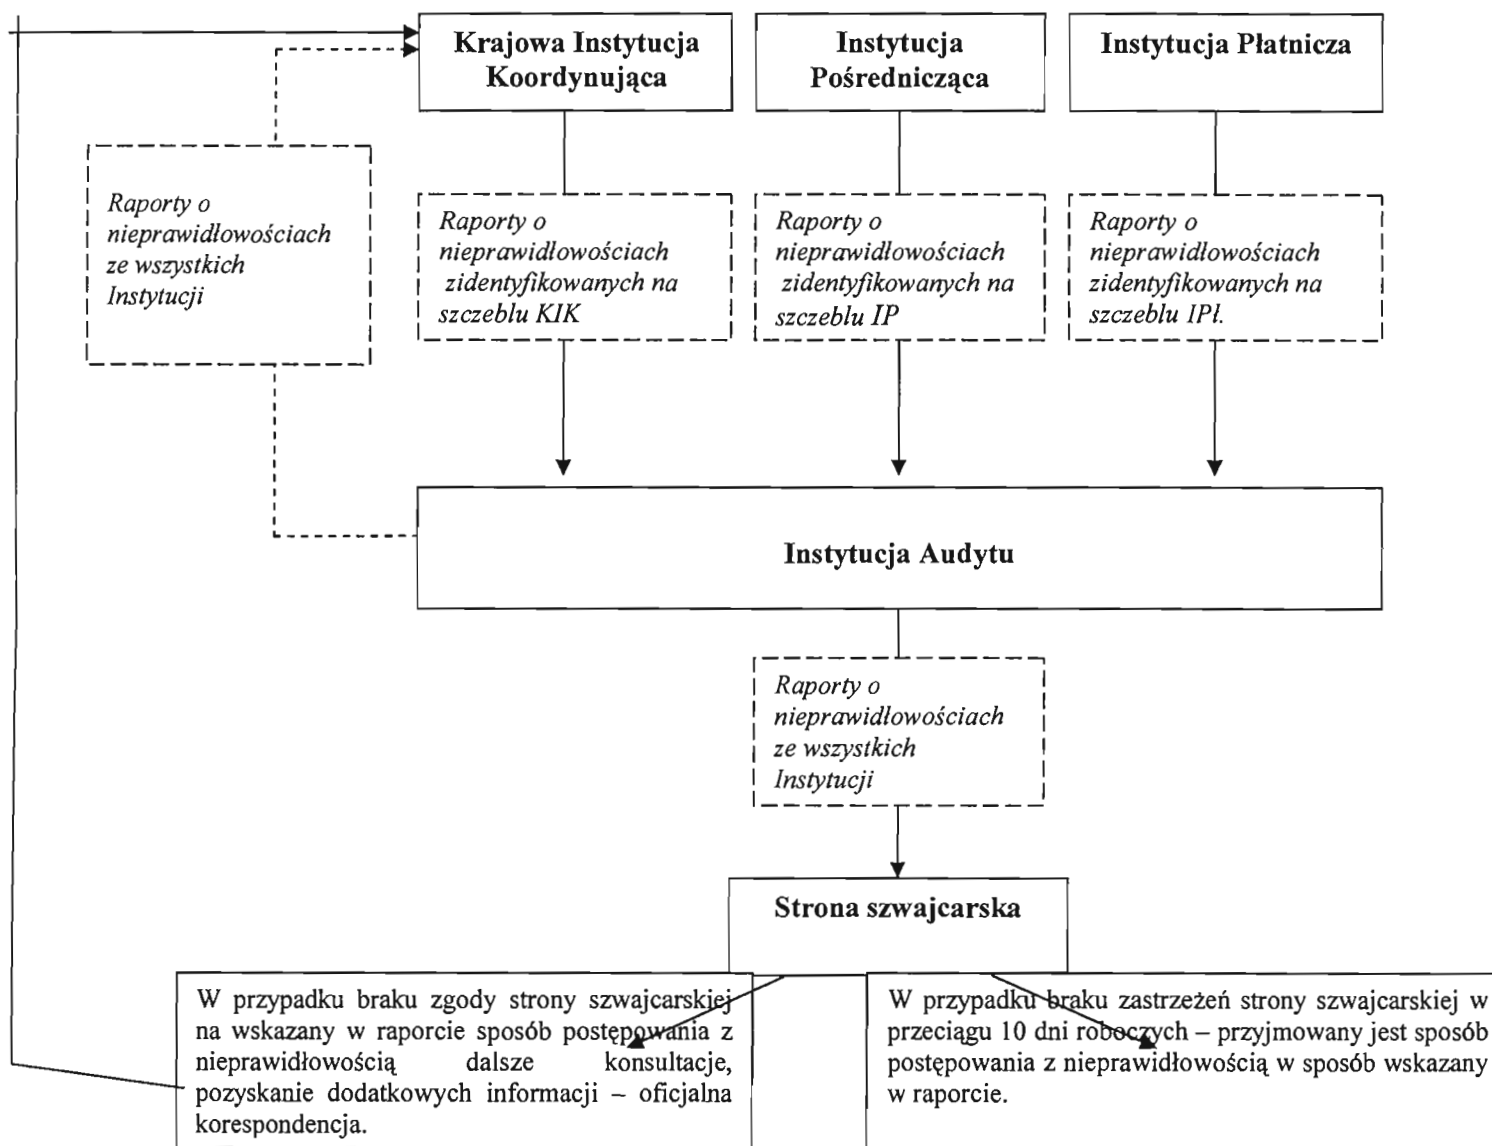 Krajowa Instytucja
Koordynująca
Instytucja
Pośrednicząca
Instytucja Płatnicza
Raporty o
nieprawidłowościach
ze wszystkich
Instytucji
Raporty o
nieprawidłowościach
zidentyfikowanych na
szczeblu KIK
Raporty o
nieprawidłowościach
zidentyfikowanych na
szczeblu IP
Raporty o
nieprawidłowościach
zidentyfikowanych na
szczeblu IPł.
Instytucja Audytu
Raporty o
nieprawidłowościach
ze wszystkich
Instytucji
Strona szwajcarska
W przypadku braku zgody strony szwajcarskiej
na wskazany w raporcie sposób postępowania z
nieprawidłowością dalsze konsultacje,
pozyskanie dodatkowych informacji – oficjalna
korespondencja.
W przypadku braku zastrzeżeń strony szwajcarskiej w
przeciągu 10 dni roboczych – przyjmowany jest sposób
postępowania z nieprawidłowością w sposób wskazany
w raporcie.